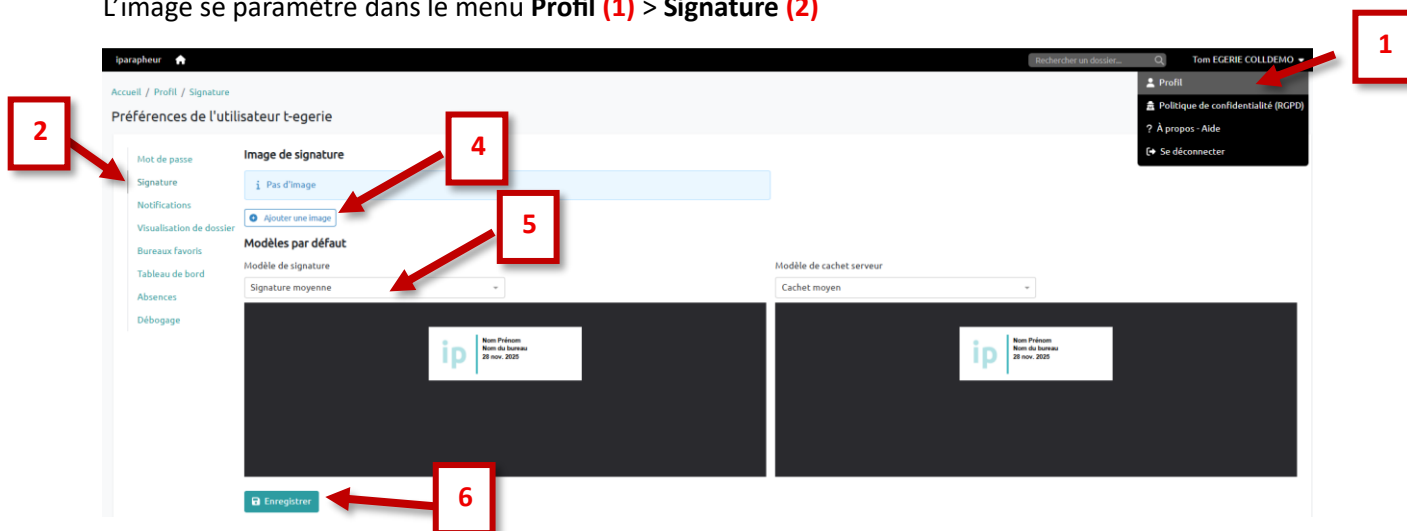 L'image se paramètre dans le menu Profil (1) > Signature (2)
1
iparapheur
Rechercher un dossier...
Tom EGERIE COLLDEMO
Profil
Accueil / Profil / Signature
Politique de confidentialité (RGPD)
Préférences de l'utilisateur t-egerie
? À propos - Aide
Se déconnecter
2
4
Mot de passe
Signature
Notifications
Visualisation de dossier
Bureaux favoris
Tableau de bord
Absences
Débogage
Image de signature
i Pas d'image
Ajouter une image
5
Modèles par défaut
Modèle de signature
Signature moyenne
Modèle de cachet serveur
Cachet moyen
ip
Nom Prénom
Nom du bureau
28 nov. 2025
ip
Nom Prénom
Nom du bureau
28 nov. 2025
6
Enregistrer